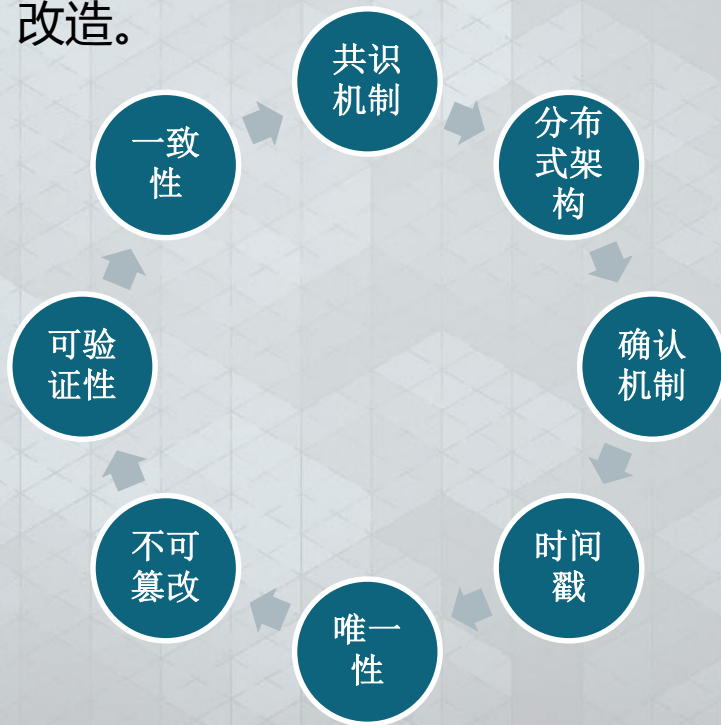 改造。
共识
机制
分布
式架
构
确认
机制
时间
戳
唯一
性
不可
篡改
可验
证性
一致
性